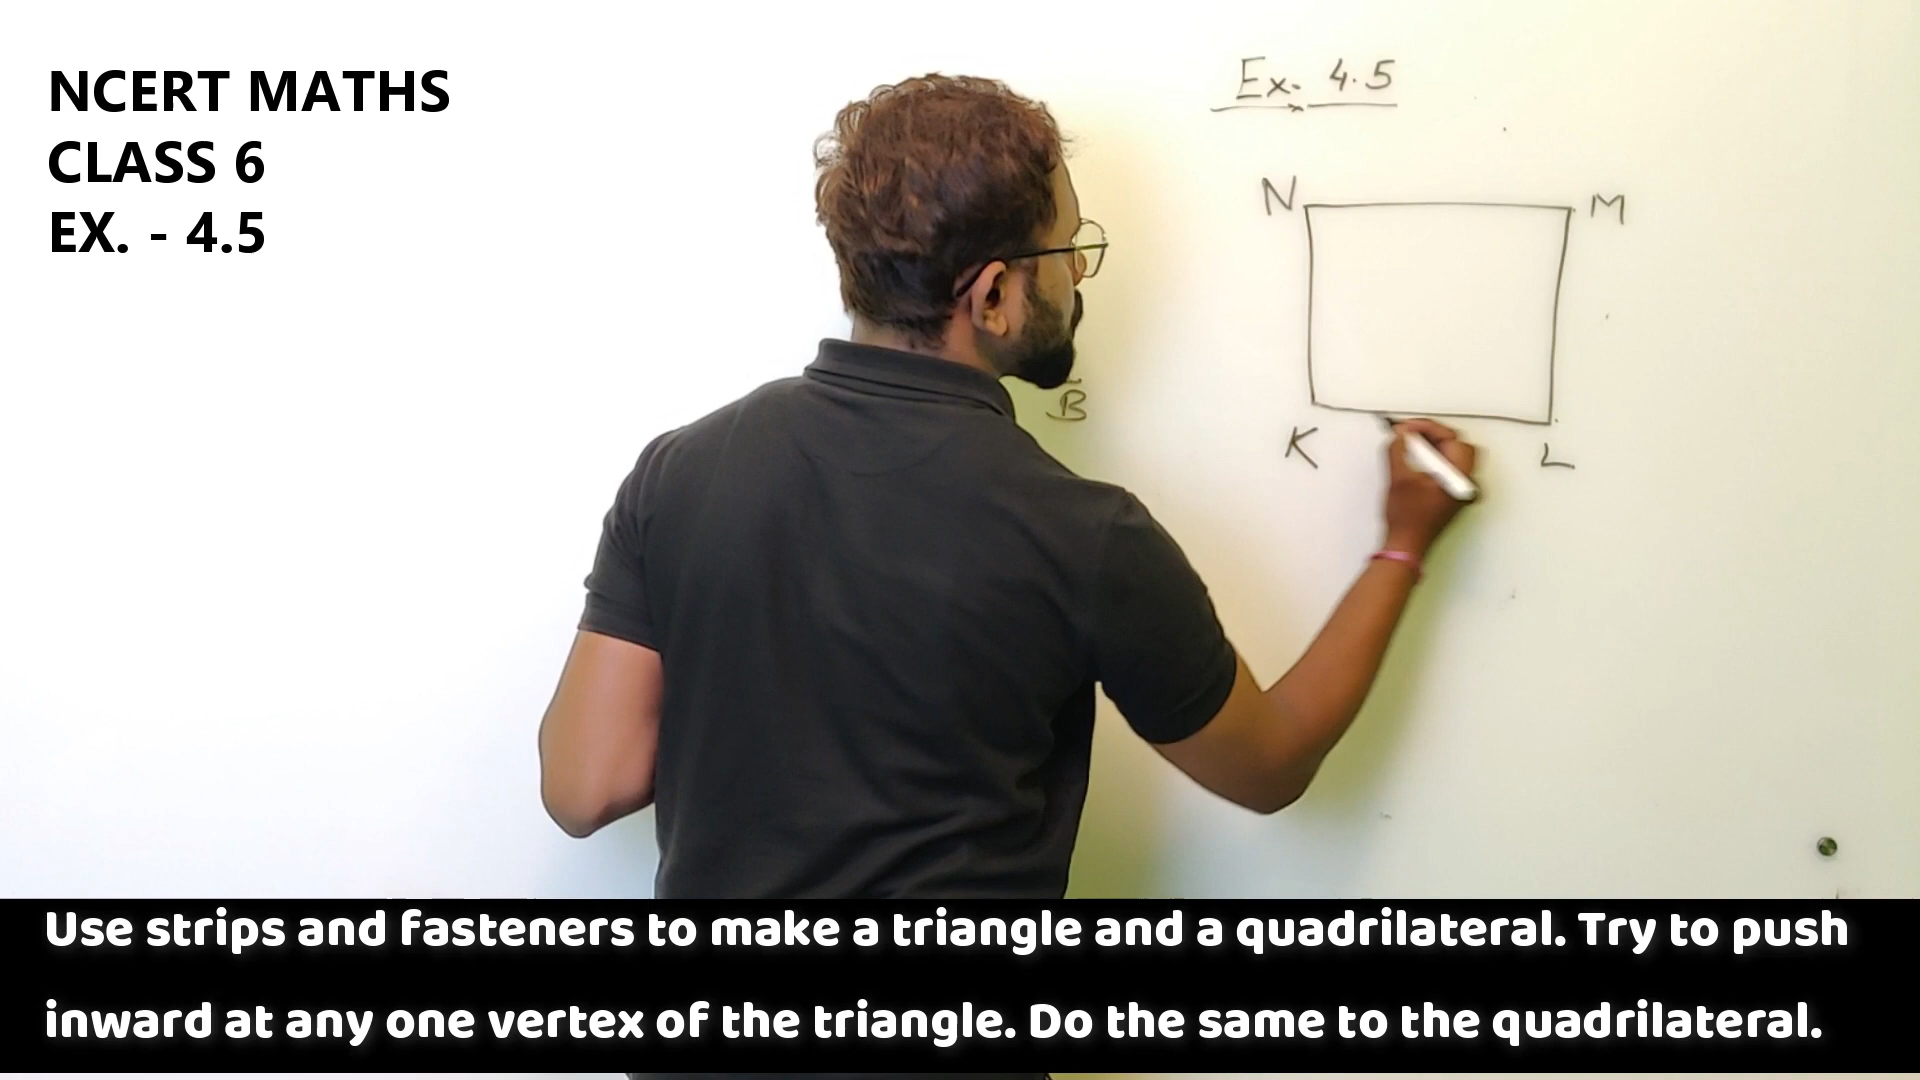 NCERT MATHS
CLASS 6
EX. - 4.5
Ex. 4.5
N M
B
K L
Use strips and fasteners to make a triangle and a quadrilateral. Try to push
inward at any one vertex of the triangle. Do the same to the quadrilateral.